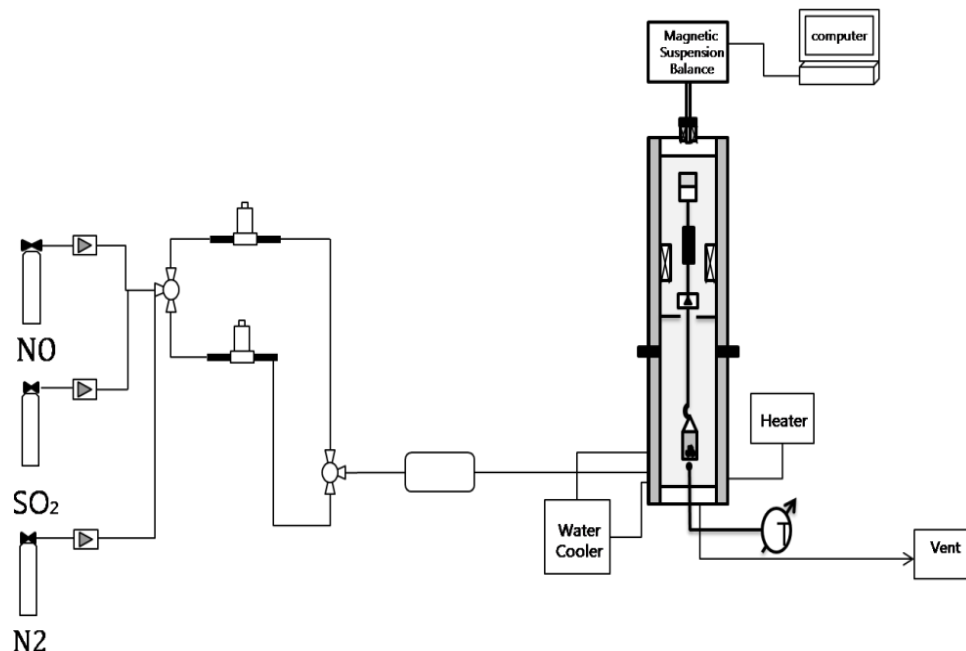 Magnetic
Suspension
Balance
computer
NO
SO₂
N2
Heater
Water
Cooler
T
Vent